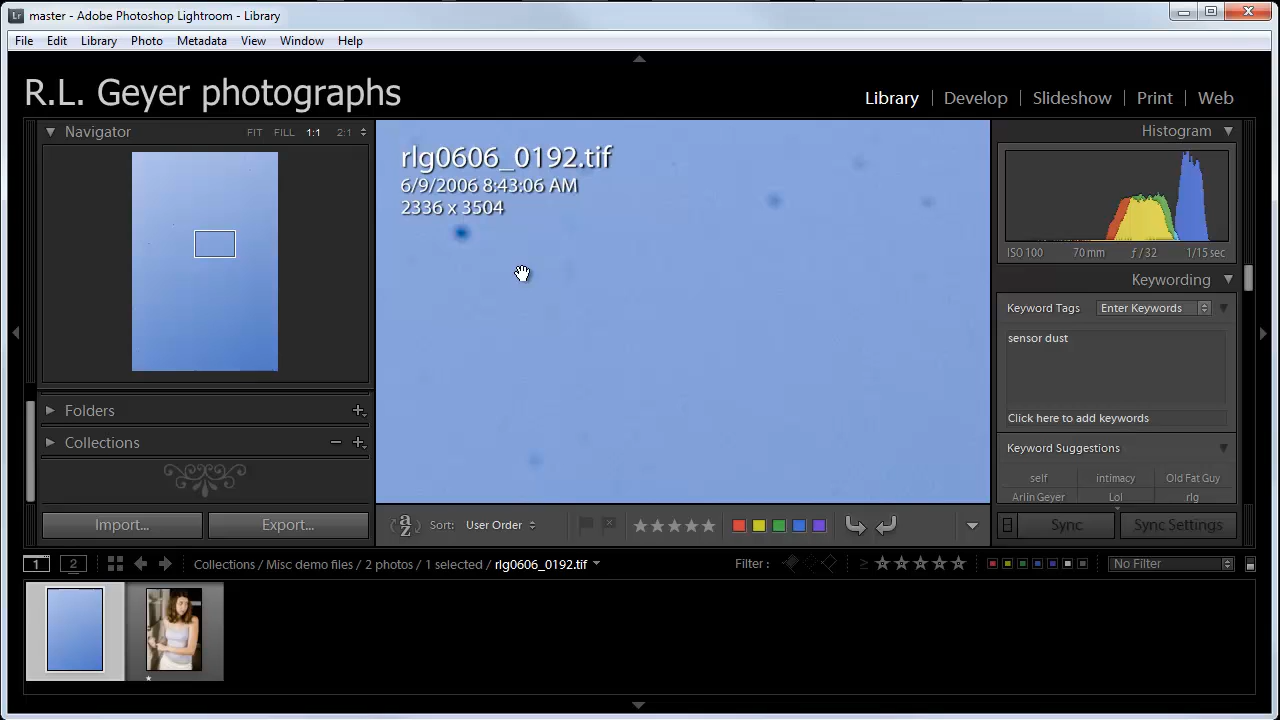 Lr master - Adobe Photoshop Lightroom - Library
File Edit Library Photo Metadata View Window Help
R.L. Geyer photographs
Library | Develop | Slideshow | Print | Web
Navigator FIT FILL 1:1 2:1
rlg0606_0192.tif
6/9/2006 8:43:06 AM
2336 x 3504
Histogram
ISO 100 70 mm ƒ / 32 1/15 sec
Keywording
Keyword Tags Enter Keywords
sensor dust
Click here to add keywords
Keyword Suggestions
self intimacy Old Fat Guy
Arlin Geyer Lol rlg
Folders
Collections
Import... Export...
Sort: User Order
Sync Sync Settings
1 2 Collections / Misc demo files / 2 photos / 1 selected / rlg0606_0192.tif Filter : ≥ No Filter